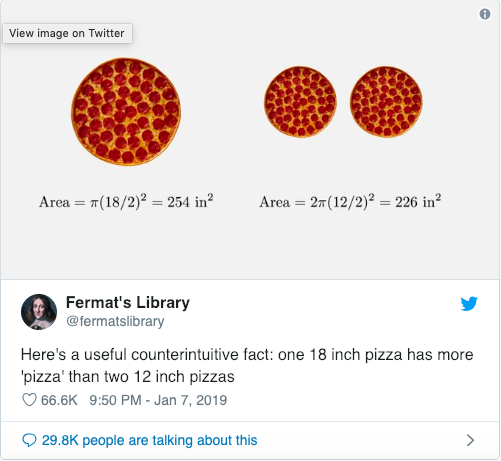 View image on Twitter
Area = π(18/2)² = 254 in²
Area = 2π(12/2)² = 226 in²
Fermat's Library
@fermatslibrary
Here's a useful counterintuitive fact: one 18 inch pizza has more
'pizza' than two 12 inch pizzas
66.6K 9:50 PM - Jan 7, 2019
29.8K people are talking about this